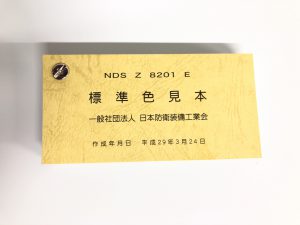 NDS Z 8201 E
標準色見本
一般社団法人 日本防衛装備工業会
作成年月日 平成29年3月24日